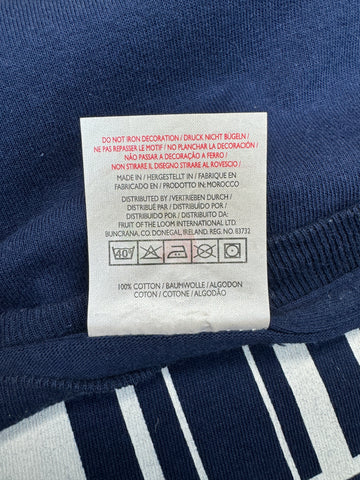 DO NOT IRON DECORATION / DRUCK NICHT BÜGELN /
NE PAS REPASSER LE MOTIF / NO PLANCHAR LA DECORACIÓN /
NÃO PASSAR A DECORAÇÃO A FERRO /
NON STIRARE IL DISEGNO STIRARE AL ROVESCIO /
MADE IN / HERGESTELLT IN / FABRIQUE EN /
FABRICADO EN / PRODOTTO IN: MOROCCO
DISTRIBUTED BY / VERTRIEBEN DURCH /
DISTRIBUÉ PAR / DISTRIBUIDO POR /
DISTRIBUIDO POR / DISTRIBUITO DA:
FRUIT OF THE LOOM INTERNATIONAL LTD.
BUNCRANA, CO. DONEGAL, IRELAND. REG. REG. 83732
40°
100% COTTON / BAUMWOLLE / ALGODON
COTON / COTONE / ALGODÃO